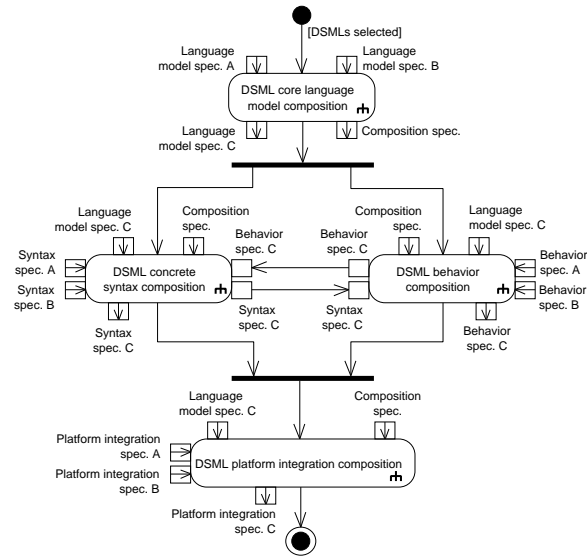 [DSMLs selected]
Language
model spec. A
Language
model spec. B
DSML core language
model composition
Language
model spec. C
Composition spec.
Language
model spec. C
Composition
spec.
Behavior
spec. C
Behavior
spec. C
Composition
spec.
Language
model spec. C
Syntax
spec. A
Syntax
spec. B
DSML concrete
syntax composition
DSML behavior
composition
Behavior
spec. A
Behavior
spec. B
Syntax
spec. C
Syntax
spec. C
Syntax
spec. C
Behavior
spec. C
Language
model spec. C
Composition
spec.
Platform integration
spec. A
Platform integration
spec. B
DSML platform integration composition
Platform integration
spec. C